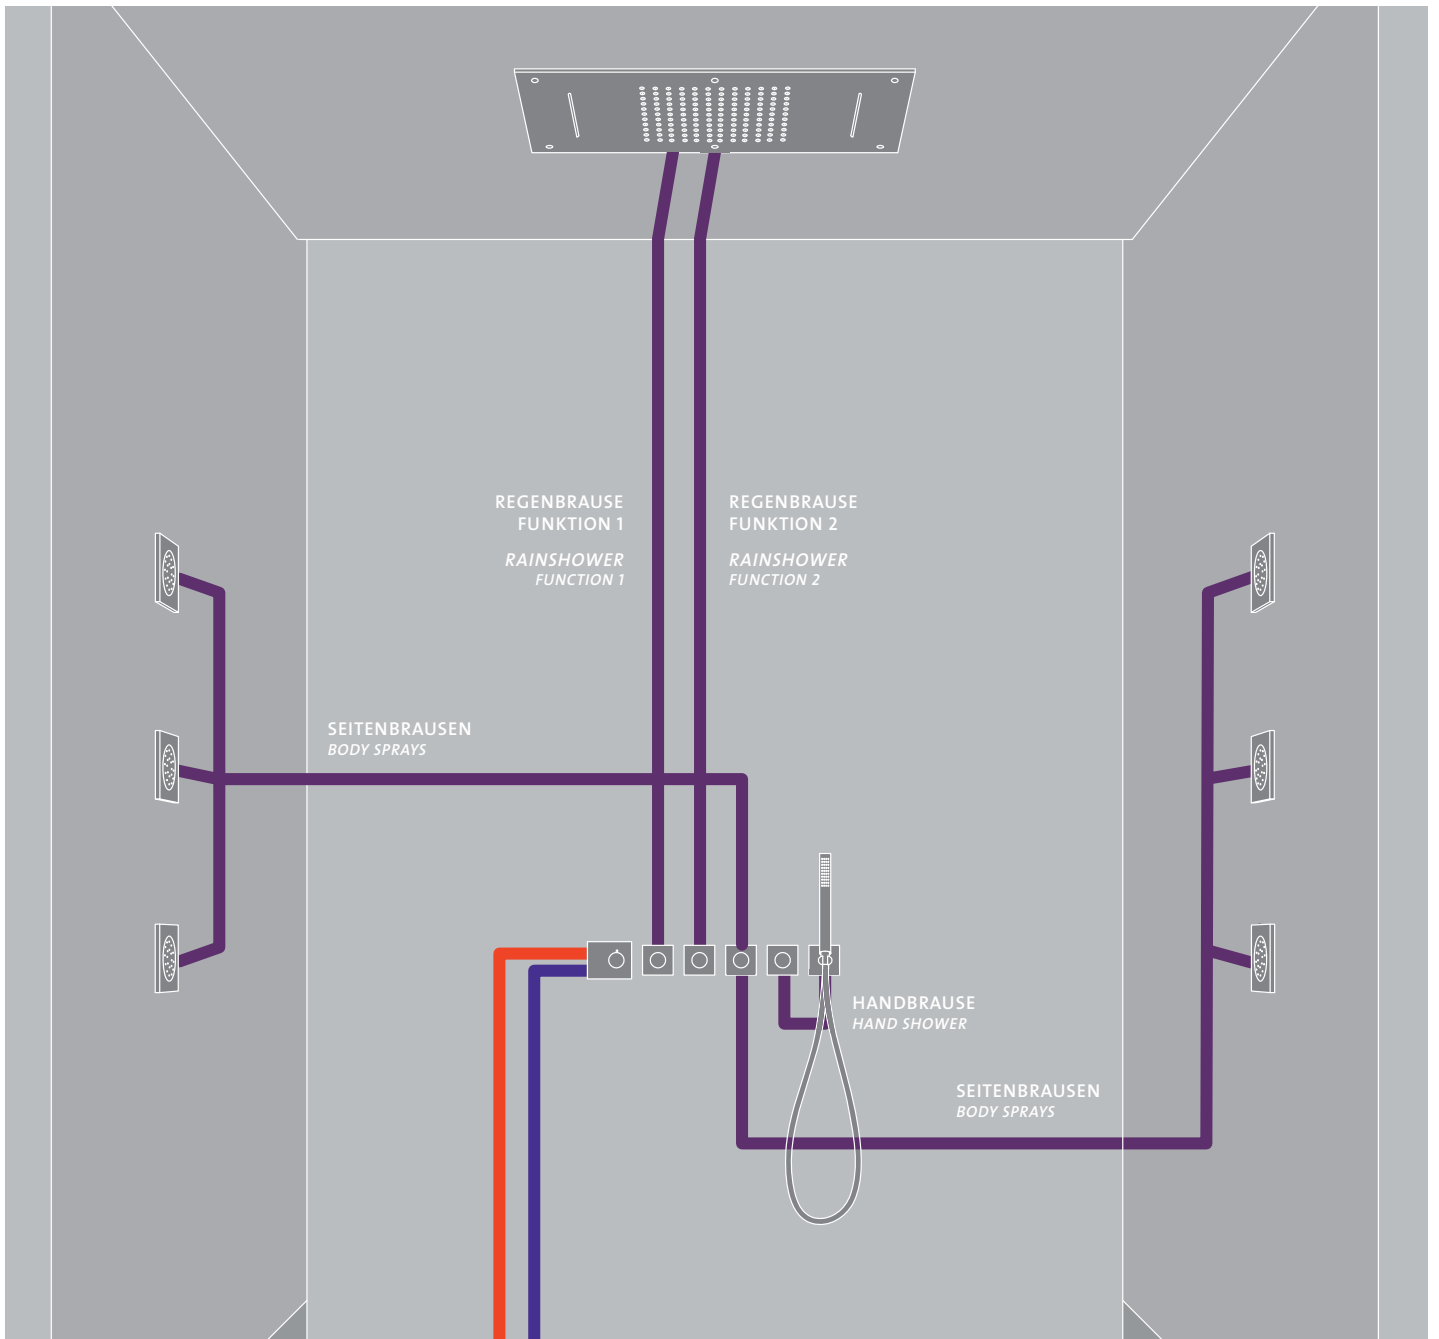 REGENBRAUSE
FUNKTION 1
RAINSHOWER
FUNCTION 1
REGENBRAUSE
FUNKTION 2
RAINSHOWER
FUNCTION 2
SEITENBRAUSEN
BODY SPRAYS
HANDBRAUSE
HAND SHOWER
SEITENBRAUSEN
BODY SPRAYS